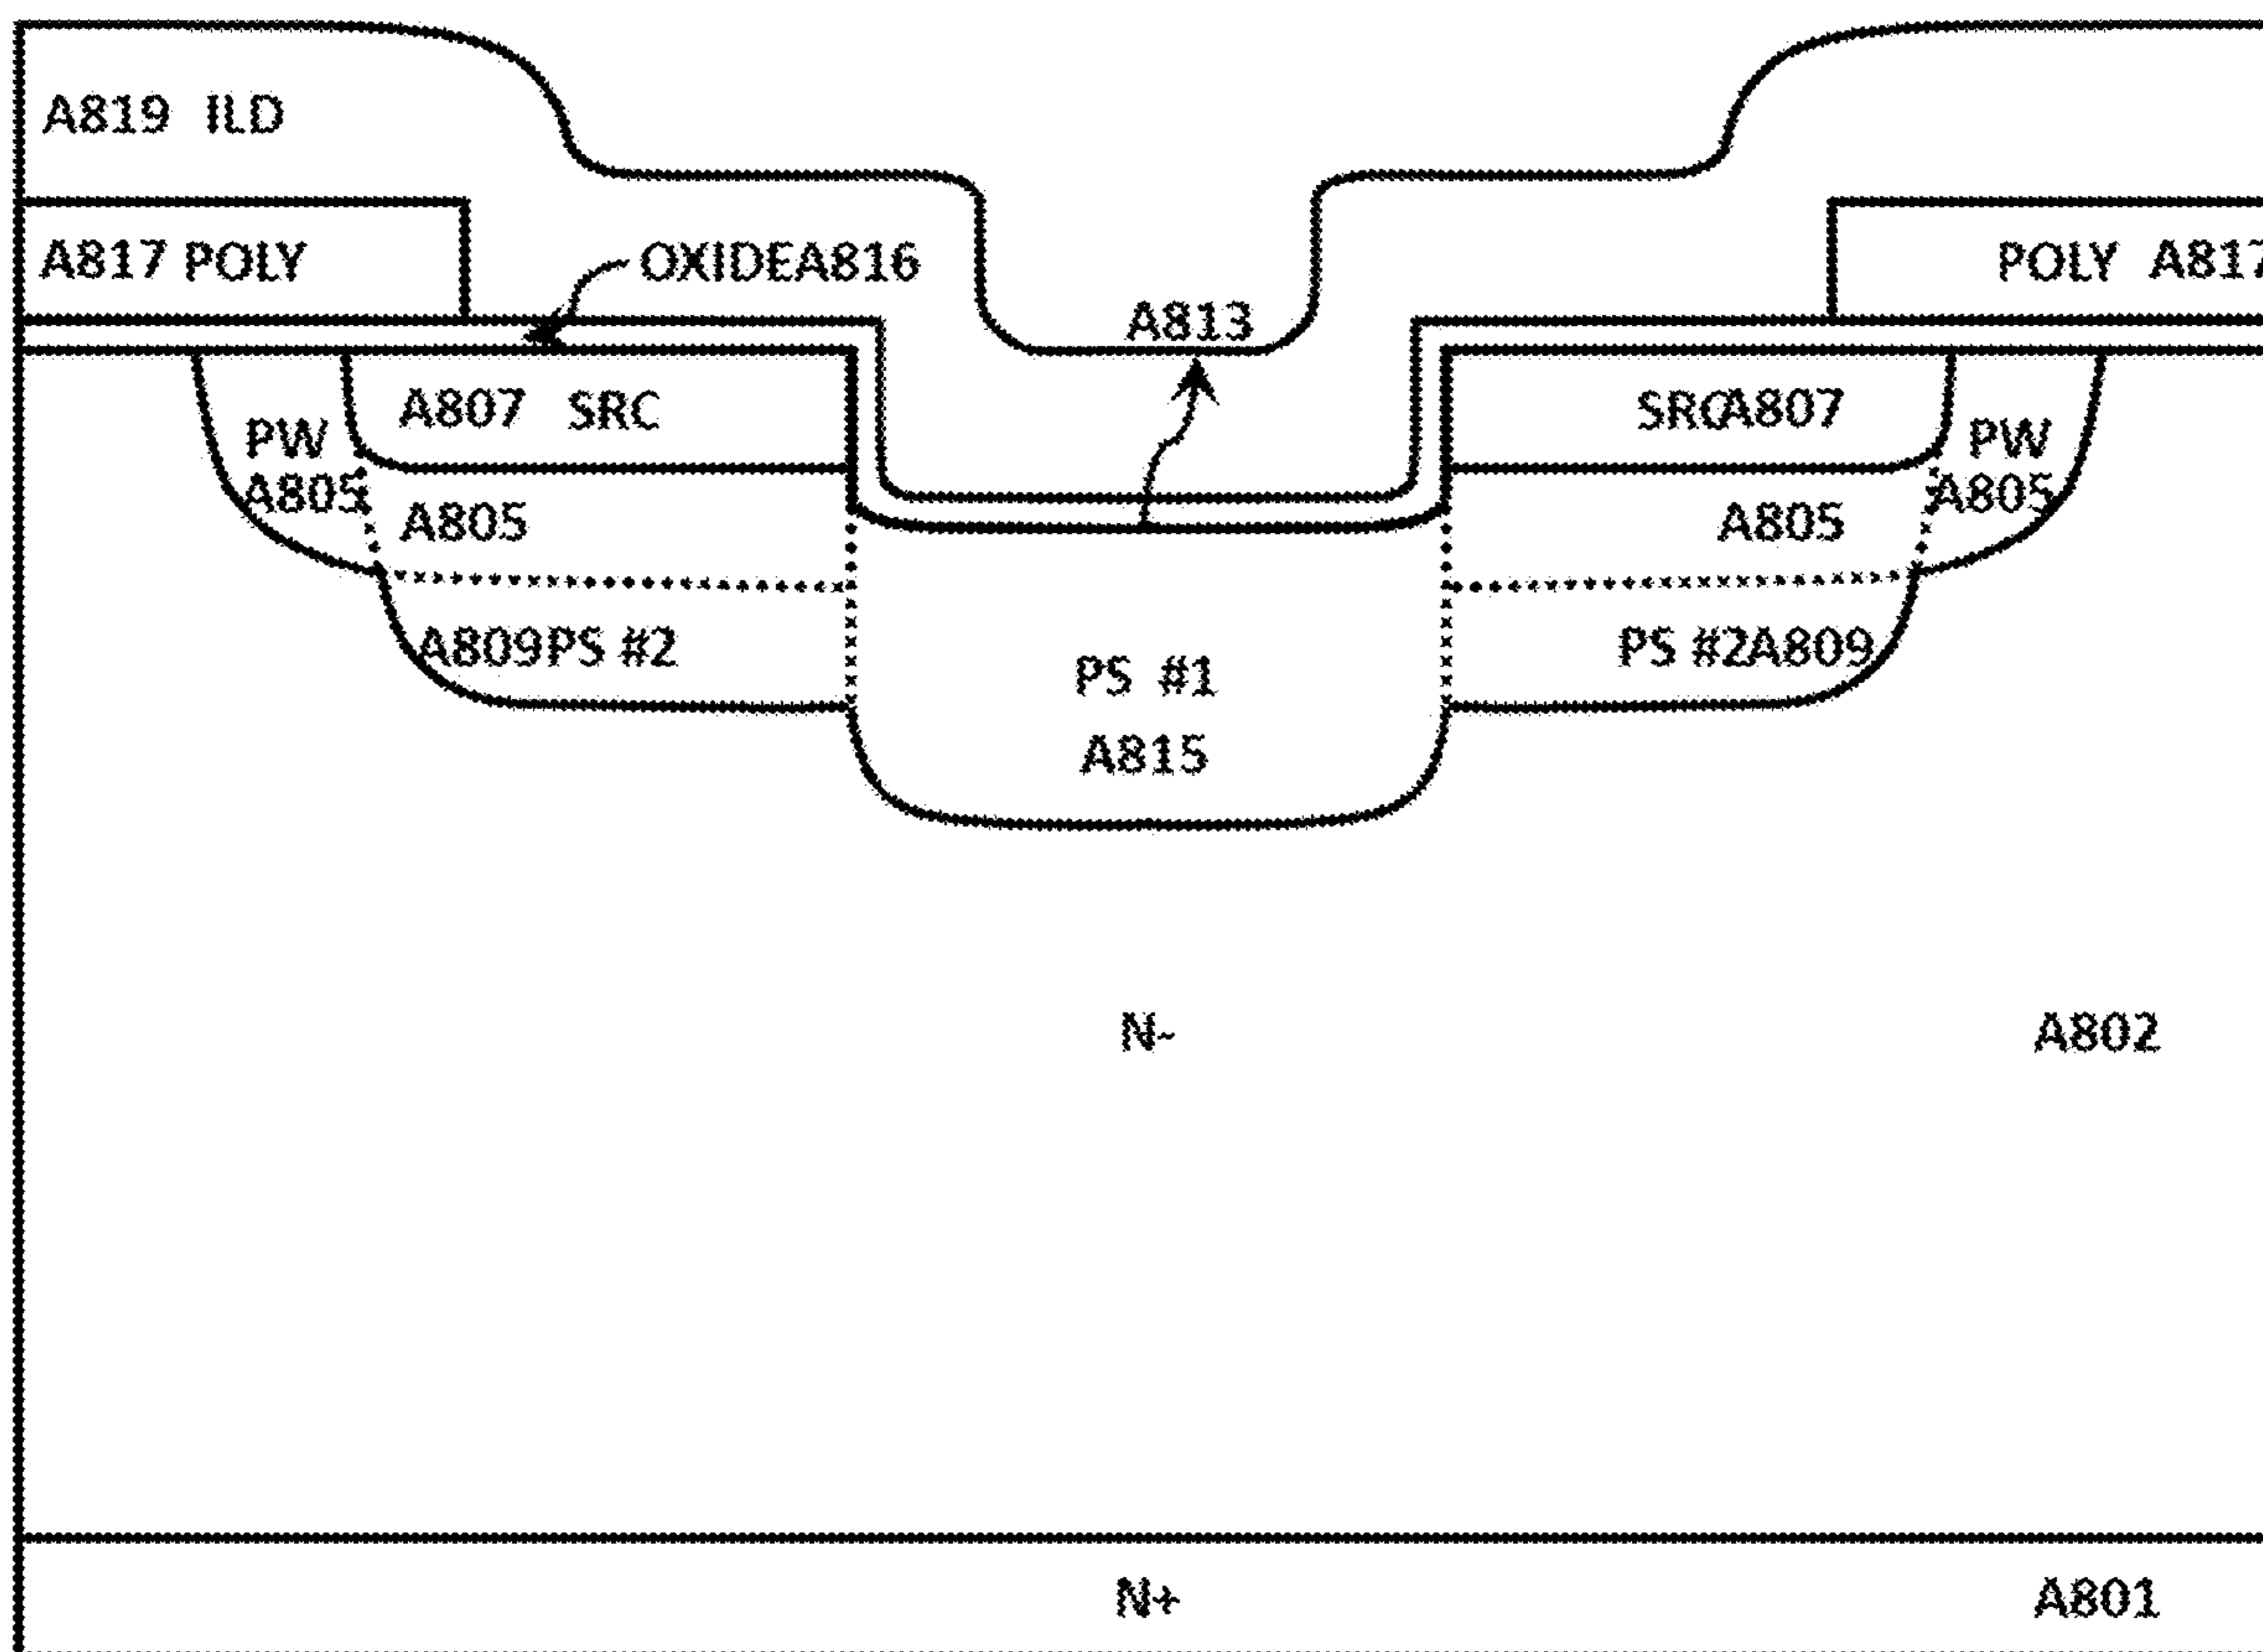 A819 ILD
A817 POLY
OXIDEA816
A813
POLY A817
A807 SRC
SRCA807
PW
A805
PW
A805
A805
A805
A809PS #2
PS #1
A815
PS #2A809
N-
A802
N+
A801